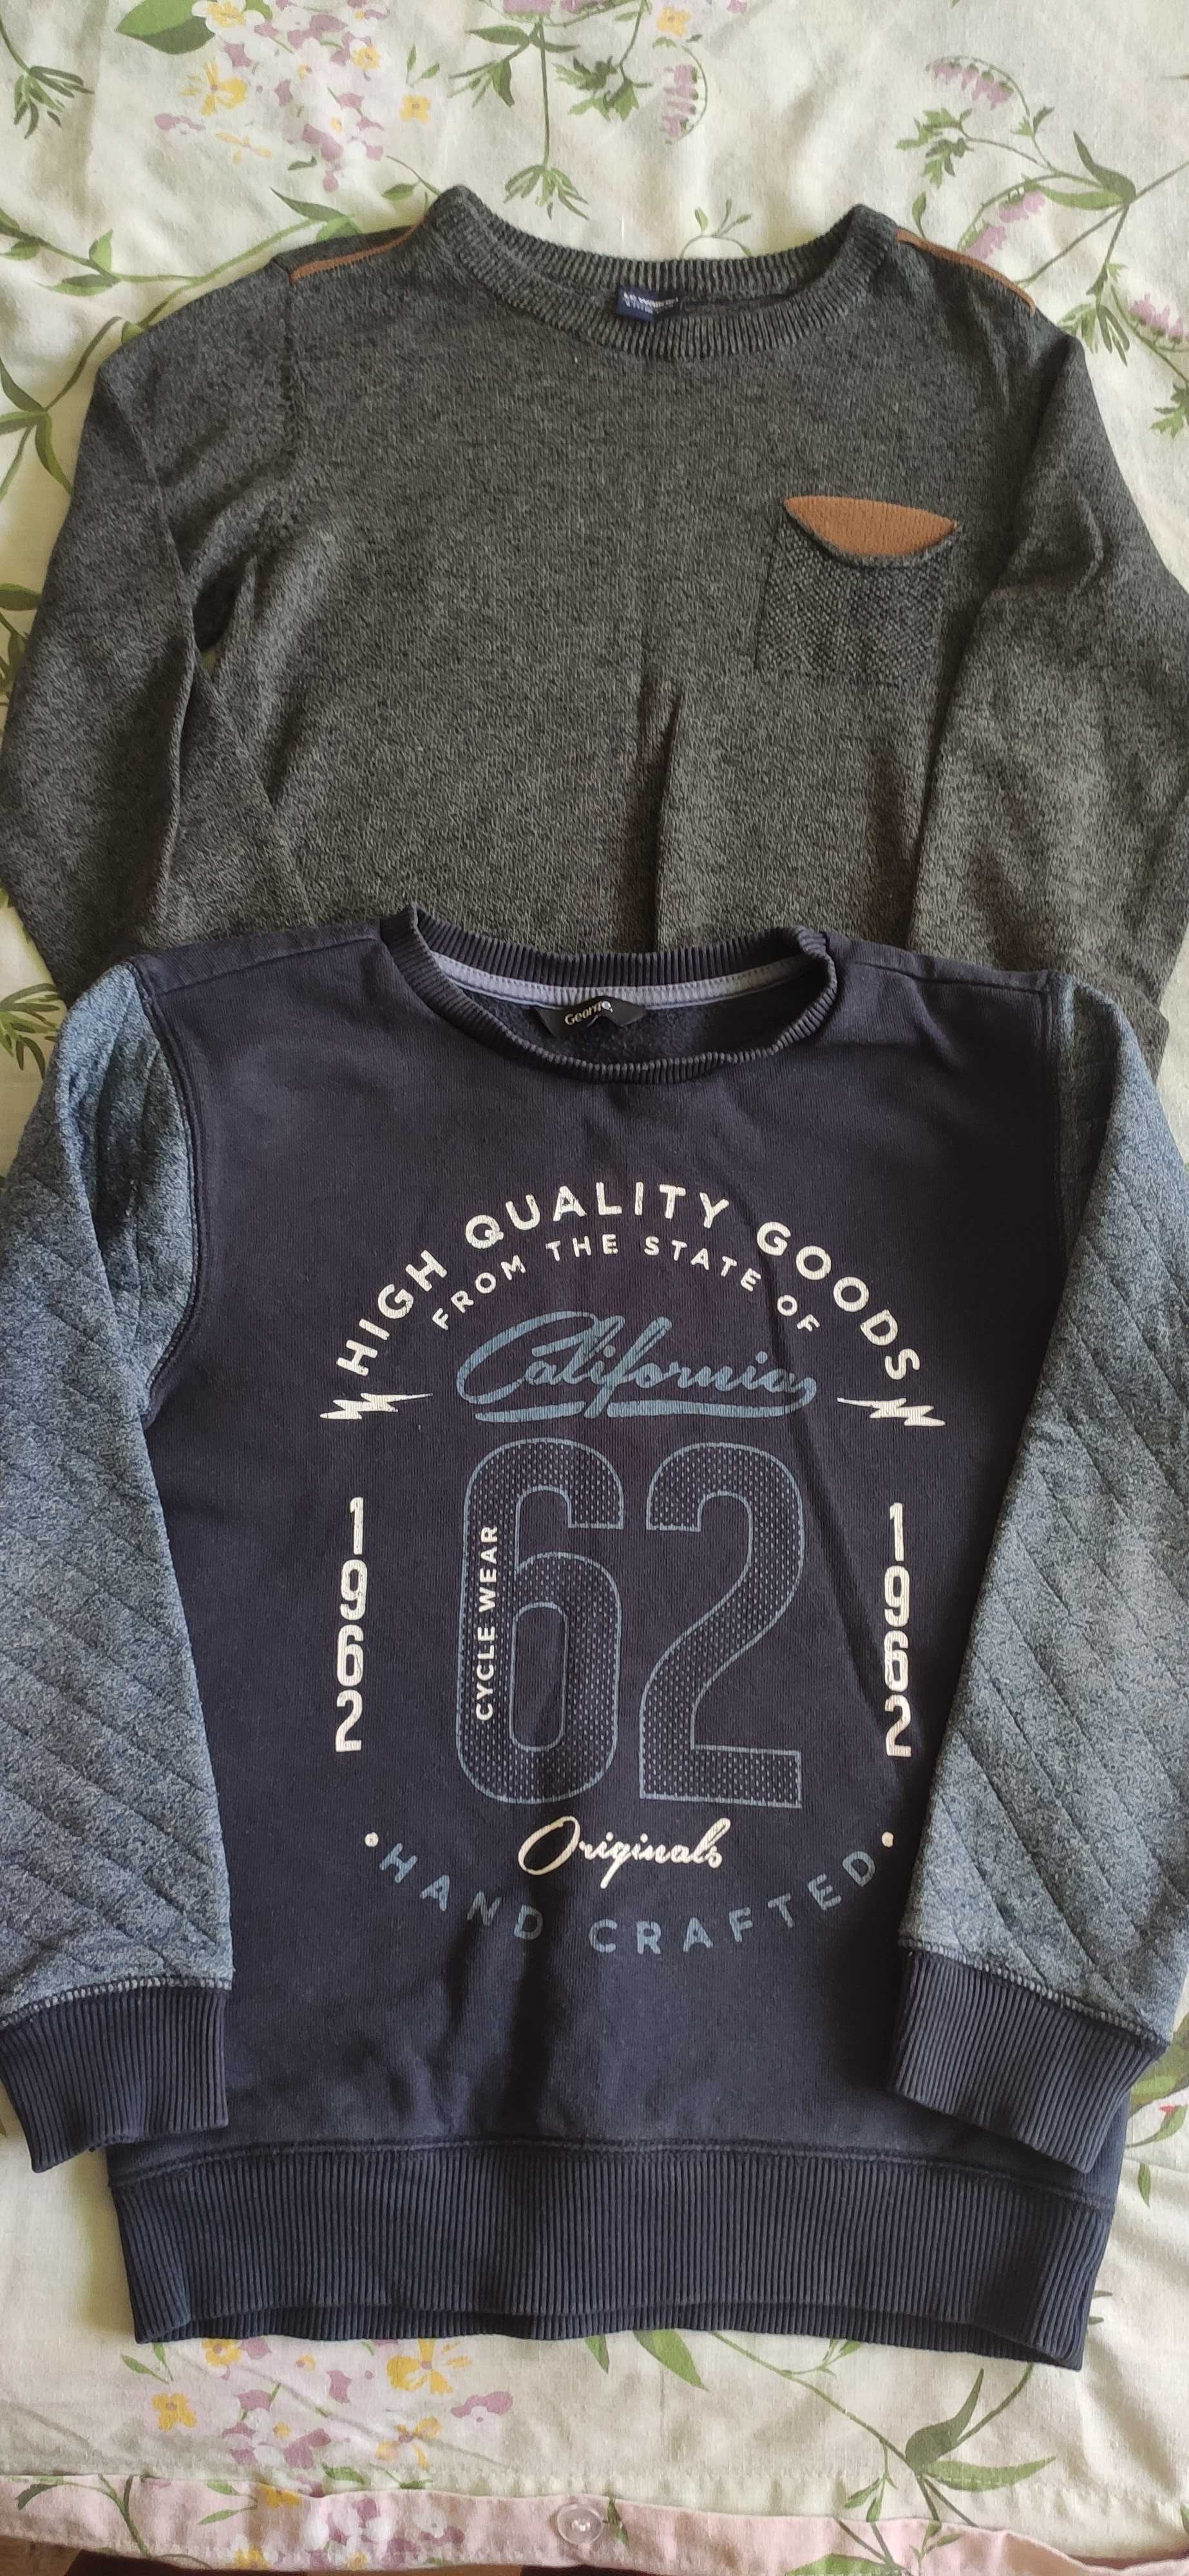 George.
HIGH QUALITY GOODS
FROM THE STATE OF
California
62
CYCLE WEAR
1962
1962
Originals
• HAND CRAFTED •